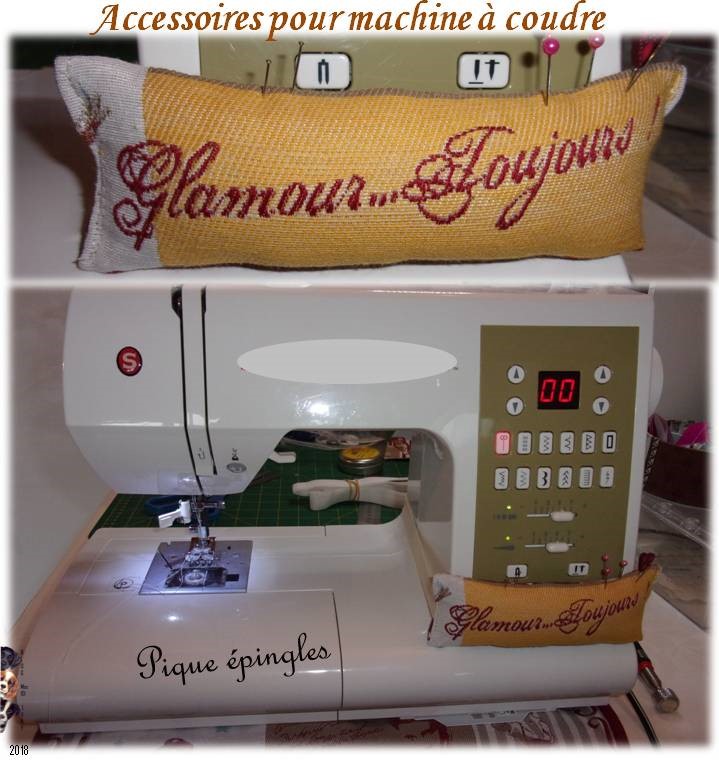 Accessoires pour machine à coudre
Glamour... Toujours !
S
00
Glamour... Toujours
Pique épingles
2018